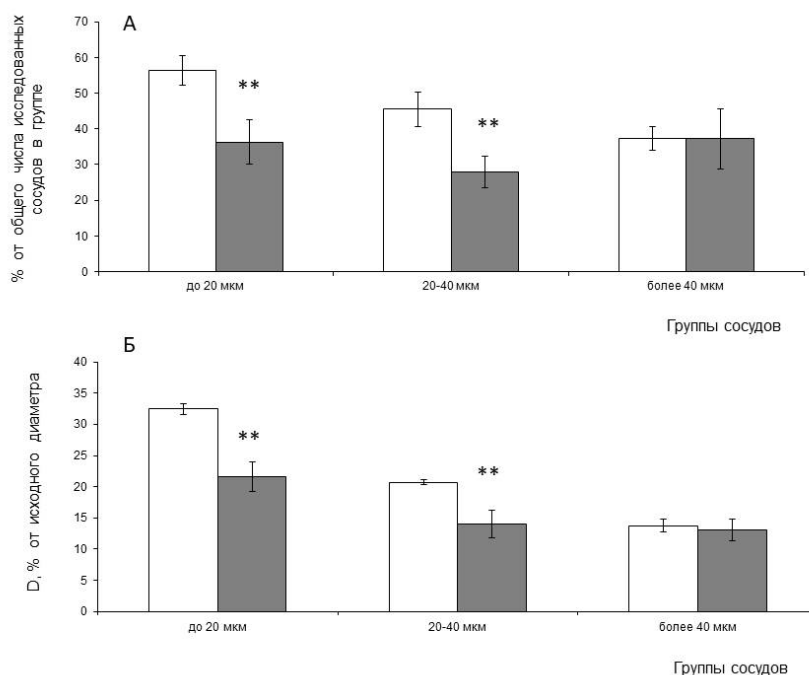 А
% от общего числа исследованных
сосудов в группе
70
60
50
40
30
20
10
0
**
**
до 20 мкм
20-40 мкм
более 40 мкм
Группы сосудов
Б
D, % от исходного диаметра
40
35
30
25
20
15
10
5
0
**
**
до 20 мкм
20-40 мкм
более 40 мкм
Группы сосудов